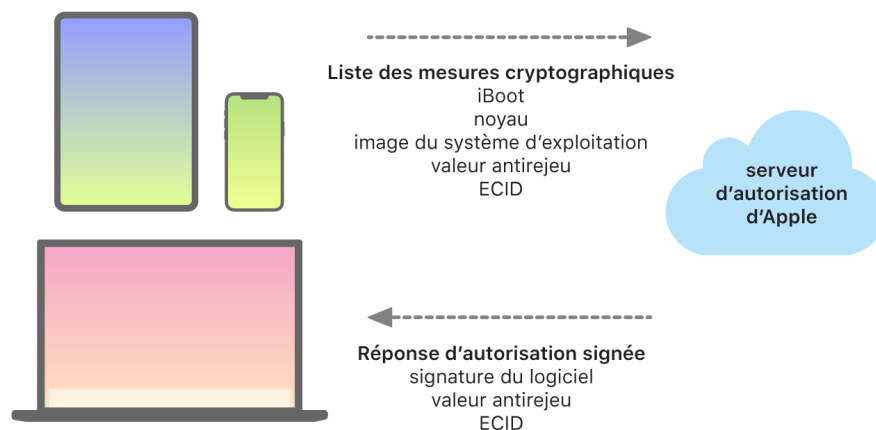 Liste des mesures cryptographiques
iBoot
noyau
image du système d’exploitation
valeur antirejeu
ECID
serveur
d’autorisation
d’Apple
Réponse d’autorisation signée
signature du logiciel
valeur antirejeu
ECID